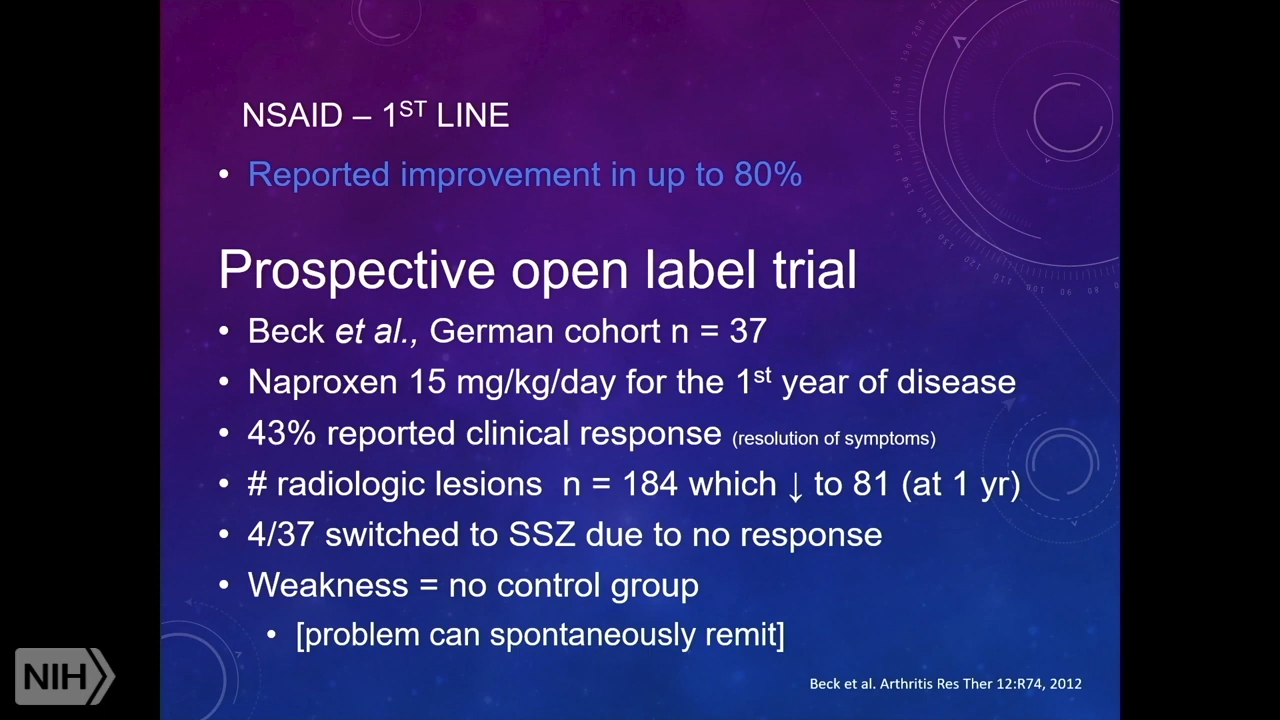 NSAID – 1ST LINE
• Reported improvement in up to 80%
Prospective open label trial
• Beck et al., German cohort n = 37
• Naproxen 15 mg/kg/day for the 1st year of disease
• 43% reported clinical response (resolution of symptoms)
• # radiologic lesions n = 184 which ↓ to 81 (at 1 yr)
• 4/37 switched to SSZ due to no response
• Weakness = no control group
• [problem can spontaneously remit]
NIH
Beck et al. Arthritis Res Ther 12:R74, 2012